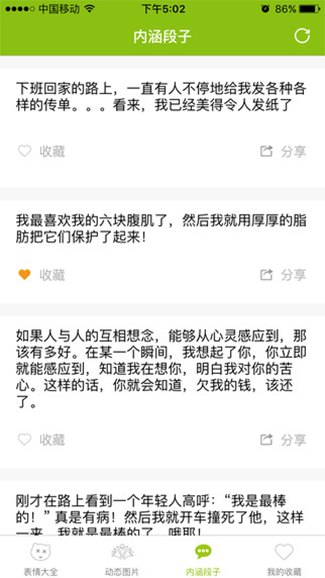 中国移动 下午5:02 86%
内涵段子
下班回家的路上，一直有人不停地给我发各种各
样的传单。。。看来，我已经美得令人发纸了
收藏 分享
我最喜欢我的六块腹肌了，然后我就用厚厚的脂
肪把它们保护了起来！
收藏 分享
如果人与人的互相想念，能够从心灵感应到，那
该有多好。在某一个瞬间，我想起了你，你立即
就能感应到，知道我在想你，明白我对你的苦
心。这样的话，你就会知道，欠我的钱，该还
了。
收藏 分享
刚才在路上看到一个年轻人高呼：“我是最棒
的！”真是有病！然后我就开车撞死了他，这样
一来，我就是最棒的了，哦耶！
表情大全 动态图片 内涵段子 我的收藏